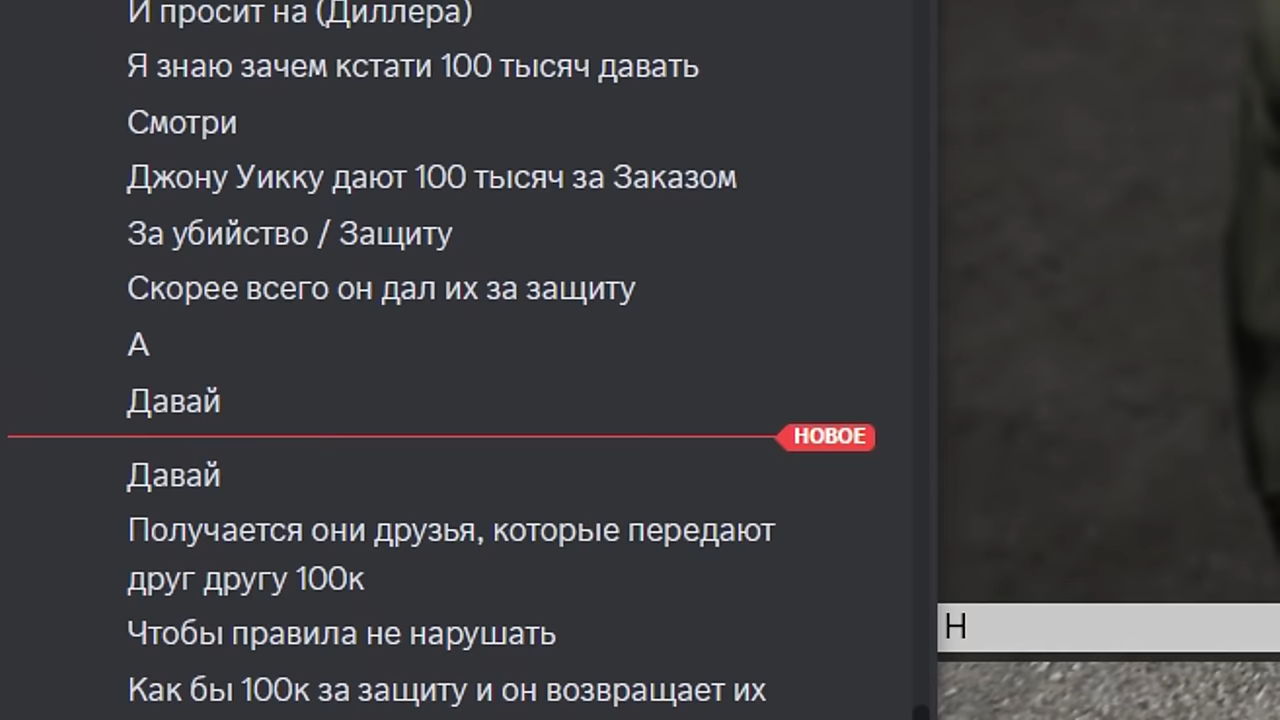 И просит на (Диллера)
Я знаю зачем кстати 100 тысяч давать
Смотри
Джону Уикку дают 100 тысяч за Заказом
За убийство / Защиту
Скорее всего он дал их за защиту
А
Давай
НОВОЕ
Давай
Получается они друзья, которые передают
друг другу 100к
Чтобы правила не нарушать
Как бы 100к за защиту и он возвращает их
Н